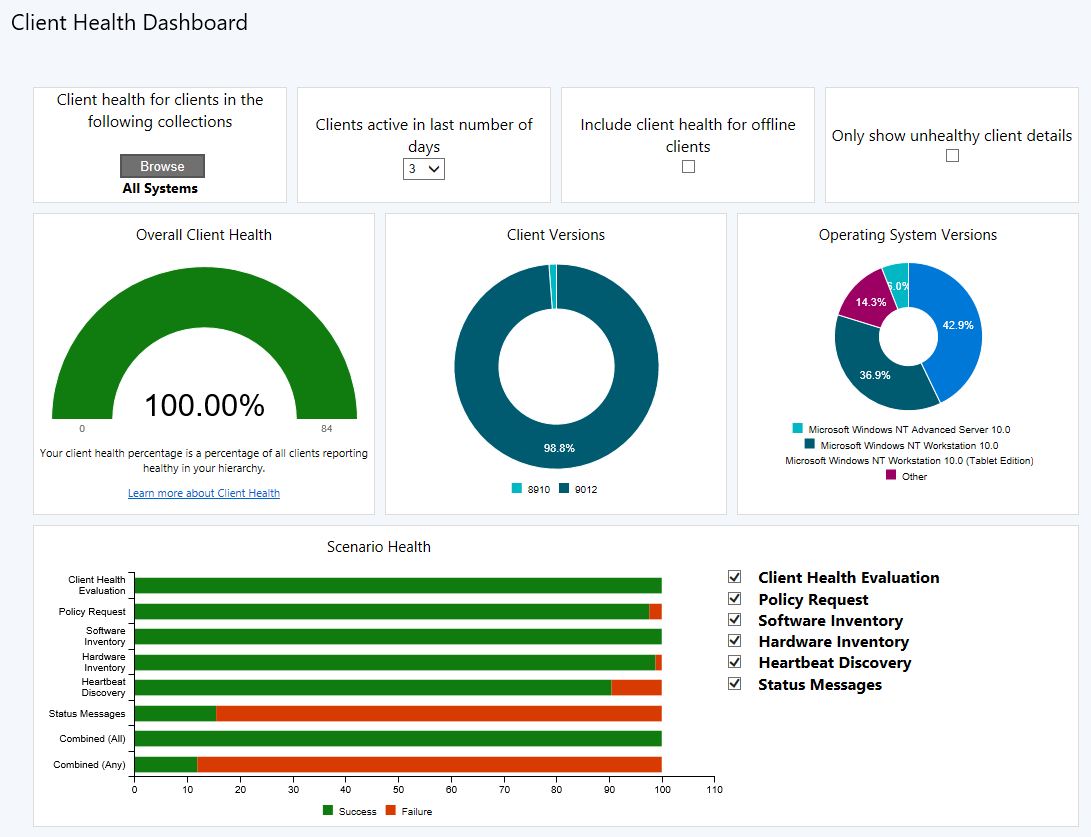 Client Health Dashboard
Client health for clients in the
following collections
Browse
All Systems
Clients active in last number of
days
3
Include client health for offline
clients
Only show unhealthy client details
Overall Client Health
100.00%
0
84
Your client health percentage is a percentage of all clients reporting
healthy in your hierarchy.
Learn more about Client Health
Client Versions
98.8%
8910
9012
Operating System Versions
.0%
14.3%
42.9%
36.9%
Microsoft Windows NT Advanced Server 10.0
Microsoft Windows NT Workstation 10.0
Microsoft Windows NT Workstation 10.0 (Tablet Edition)
Other
Scenario Health
Client Health
Evaluation
Policy Request
Software
Inventory
Hardware
Inventory
Heartbeat
Discovery
Status Messages
Combined (All)
Combined (Any)
0 10 20 30 40 50 60 70 80 90 100 110
Success
Failure
Client Health Evaluation
Policy Request
Software Inventory
Hardware Inventory
Heartbeat Discovery
Status Messages